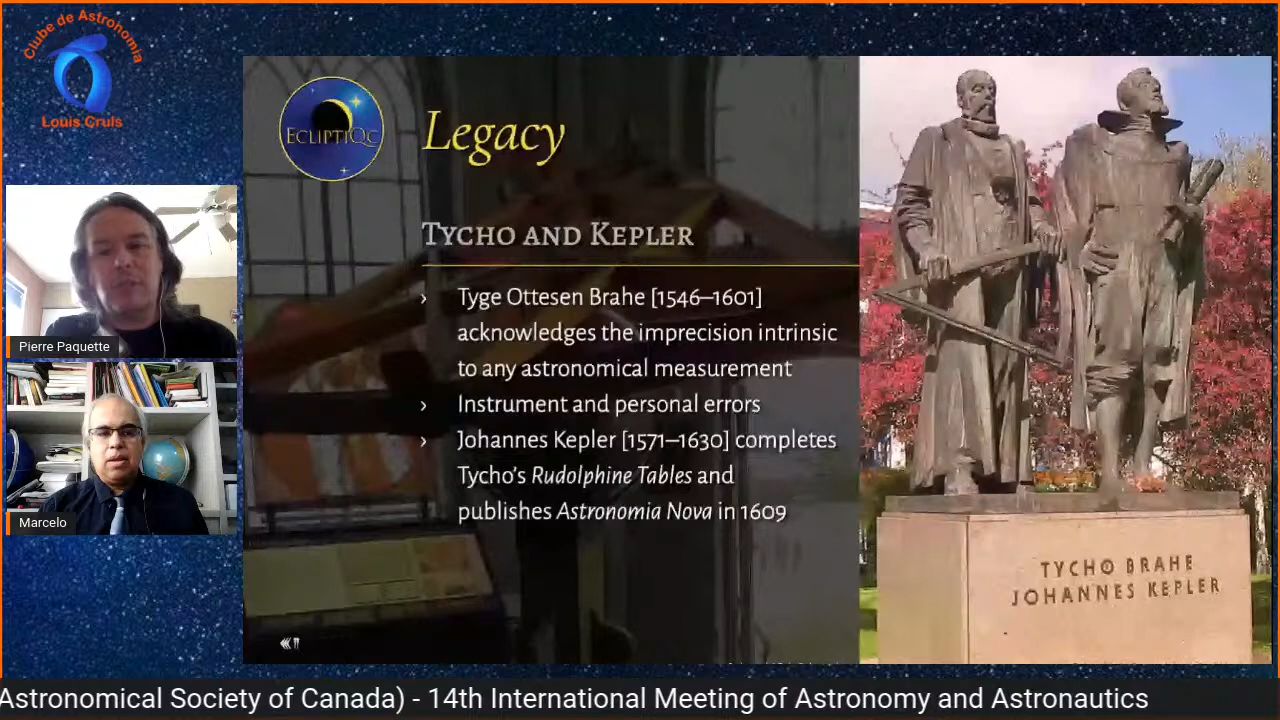 Clube de Astronomia
Louis Cruls
ECLIPTIQC
Legacy
TYCHO AND KEPLER
› Tyge Ottesen Brahe [1546–1601]
acknowledges the imprecision intrinsic
to any astronomical measurement
› Instrument and personal errors
› Johannes Kepler [1571–1630] completes
Tycho’s Rudolphine Tables and
publishes Astronomia Nova in 1609
TYCHO BRAHE
JOHANNES KEPLER
Pierre Paquette
Marcelo
Astronomical Society of Canada) - 14th International Meeting of Astronomy and Astronautics